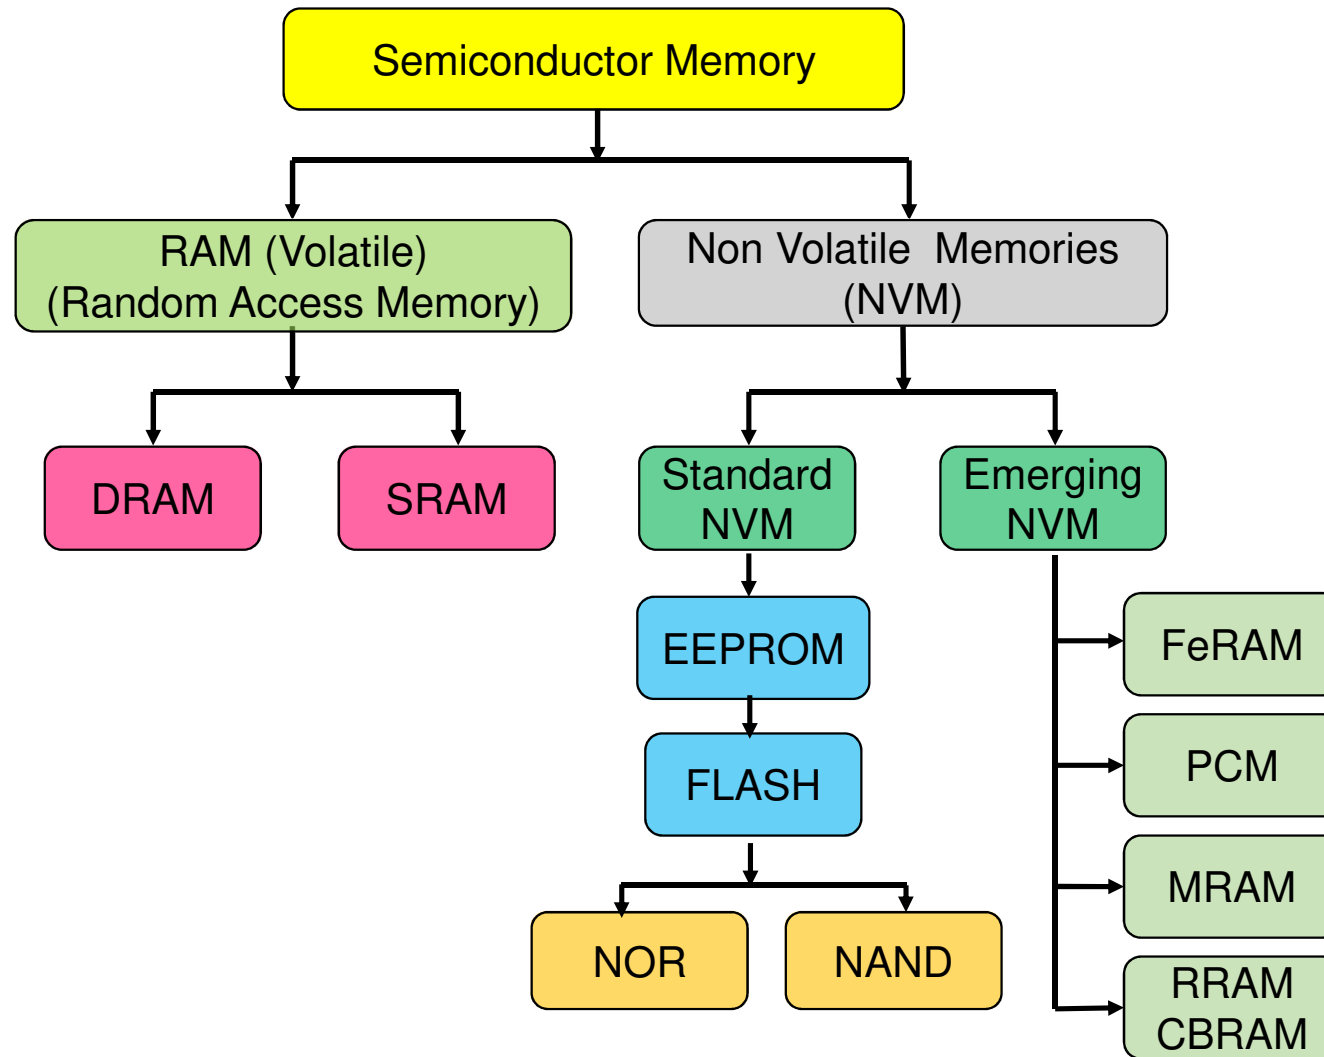 Semiconductor Memory
RAM (Volatile)
(Random Access Memory)
Non Volatile  Memories
(NVM)
DRAM
SRAM
Standard
NVM
Emerging
NVM
EEPROM
FLASH
NOR
NAND
FeRAM
PCM
MRAM
RRAM
CBRAM